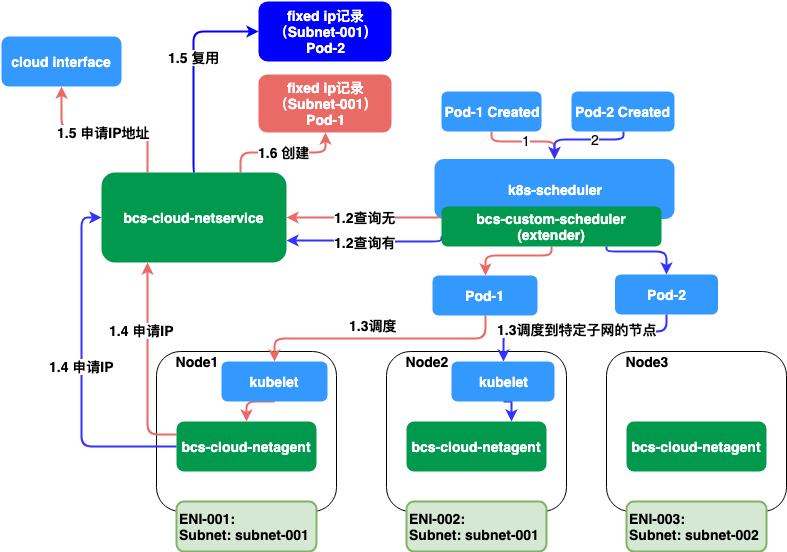 fixed ip记录
（Subnet-001）
Pod-2
cloud interface
1.5 复用
fixed ip记录
（Subnet-001）
Pod-1
1.5 申请IP地址
1.6 创建
Pod-1 Created
Pod-2 Created
1
2
k8s-scheduler
bcs-cloud-netservice
1.2查询无
1.2查询有
bcs-custom-scheduler
(extender)
Pod-1
Pod-2
1.3调度
1.3调度到特定子网的节点
1.4 申请IP
1.4 申请IP
Node1
kubelet
bcs-cloud-netagent
ENI-001:
Subnet: subnet-001
Node2
kubelet
bcs-cloud-netagent
ENI-002:
Subnet: subnet-001
Node3
bcs-cloud-netagent
ENI-003:
Subnet: subnet-002